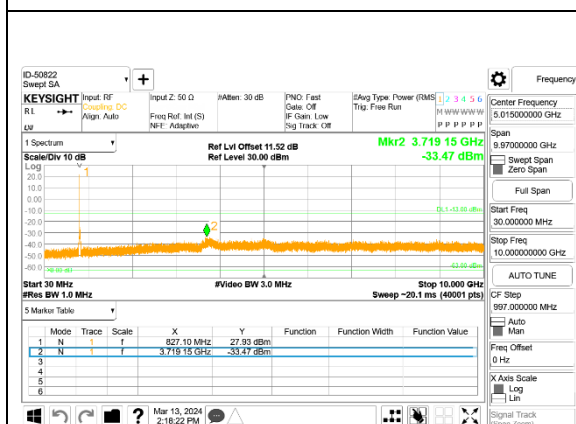 ID-50822
Swept SA
Frequency
KEYSIGHT
RL
Input: RF
Coupling: DC
Align: Auto
Input Z: 50 Ω
Freq Ref: Int (S)
NFE: Adaptive
#Atten: 30 dB
PNO: Fast
Gate: Off
IF Gain: Low
Sig Track: Off
#Avg Type: Power (RMS
Trig: Free Run
1 2 3 4 5 6
M W W W W W
P P P P P P
1 Spectrum
Scale/Div 10 dB
Ref Lvl Offset 11.52 dB
Ref Level 30.00 dBm
Mkr2 3.719 15 GHz
-33.47 dBm
Log
20.0
10.0
0.00
-10.0
-20.0
-30.0
-40.0
-50.0
-60.0
1
2
DL1 -13.00 dBm
Start 30 MHz
#Res BW 1.0 MHz
#Video BW 3.0 MHz
Stop 10.000 GHz
Sweep ~20.1 ms (40001 pts)
5 Marker Table
Mode Trace Scale X Y Function Function Width Function Value
1 N 1 f 827.10 MHz 27.93 dBm
2 N 1 f 3.719 15 GHz -33.47 dBm
3
4
5
6
Mar 13, 2024
2:18:22 PM
Center Frequency
5.015000000 GHz
Span
9.97000000 GHz
Swept Span
Zero Span
Full Span
Start Freq
30.000000 MHz
Stop Freq
10.000000000 GHz
AUTO TUNE
CF Step
997.000000 MHz
Auto
Man
Freq Offset
0 Hz
X Axis Scale
Log
Lin
Signal Track